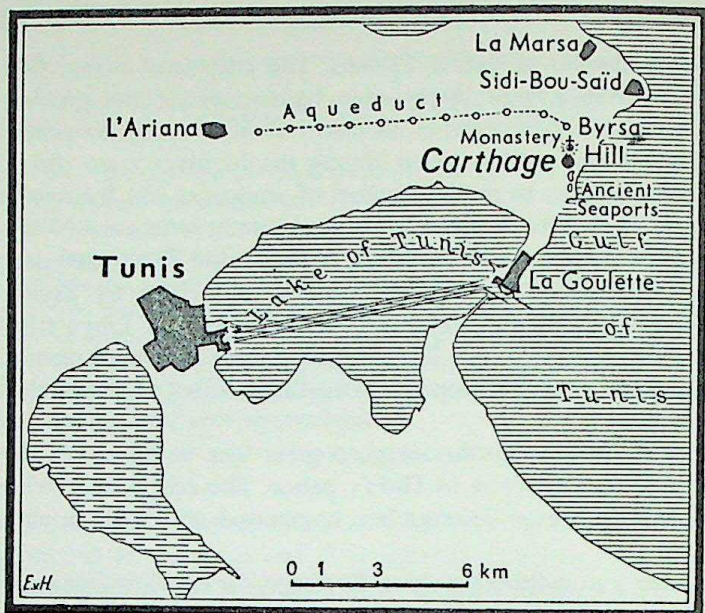 La Marsa
Sidi-Bou-Saïd
Aqueduct
L'Ariana
Byrsa
Monastery
Carthage
Hill
Ancient
Seaports
Gulf
Lake of Tunis
Tunis
La Goulette
of
Tunis
E.v.H.
0 1 3 6 km